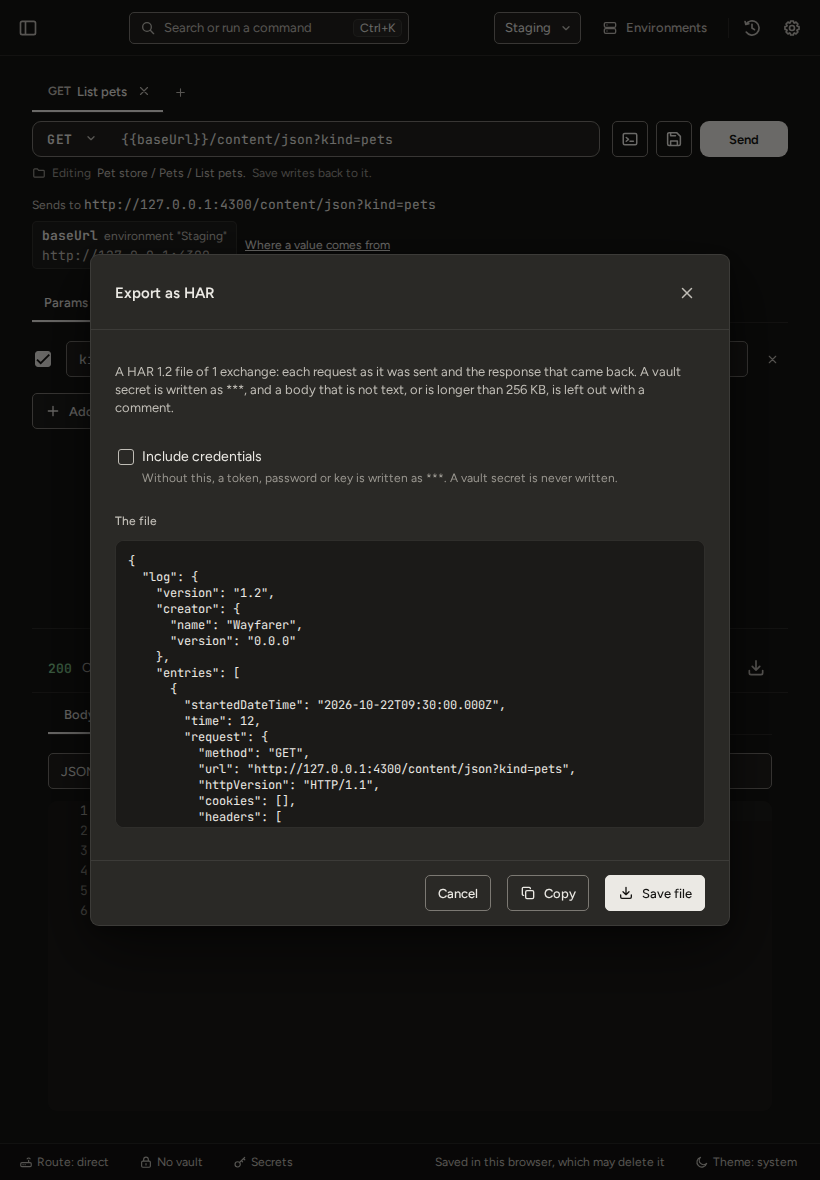 Search or run a command Ctrl+K Staging Environments
GET List pets
GET {{baseUrl}}/content/json?kind=pets Send
Editing Pet store / Pets / List pets. Save writes back to it.
Sends to http://127.0.0.1:4300/content/json?kind=pets
baseUrl environment "Staging"
http://127.0.0.1:4300 Where a value comes from
Params
Export as HAR
A HAR 1.2 file of 1 exchange: each request as it was sent and the response that came back. A vault
secret is written as ***, and a body that is not text, or is longer than 256 KB, is left out with a
comment.
Add
Include credentials
Without this, a token, password or key is written as ***. A vault secret is never written.
The file
{
"log": {
"version": "1.2",
"creator": {
"name": "Wayfarer",
"version": "0.0.0"
},
"entries": [
{
"startedDateTime": "2026-10-22T09:30:00.000Z",
"time": 12,
"request": {
"method": "GET",
"url": "http://127.0.0.1:4300/content/json?kind=pets",
"httpVersion": "HTTP/1.1",
"cookies": [],
"headers": [
200
Body
JSON
1
2
3
4
5
6
Cancel Copy Save file
Route: direct No vault Secrets Saved in this browser, which may delete it Theme: system